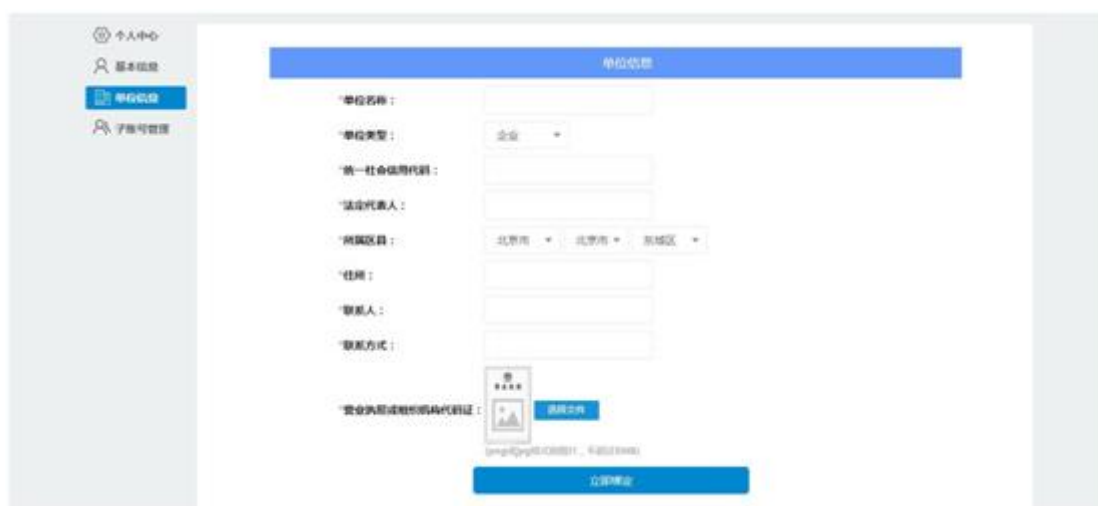 个人中心
基本信息
单位信息
子账号管理
单位信息
*单位名称：
*单位类型： 企业
*统一社会信用代码：
*法定代表人：
*所属区县： 北京市 北京市 东城区
*住所：
*联系人：
*联系方式：
*营业执照或组织机构代码证： 选择文件
立即绑定